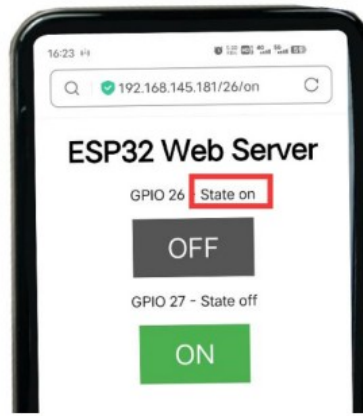 16:23
192.168.145.181/26/on
ESP32 Web Server
GPIO 26 - State on
OFF
GPIO 27 - State off
ON